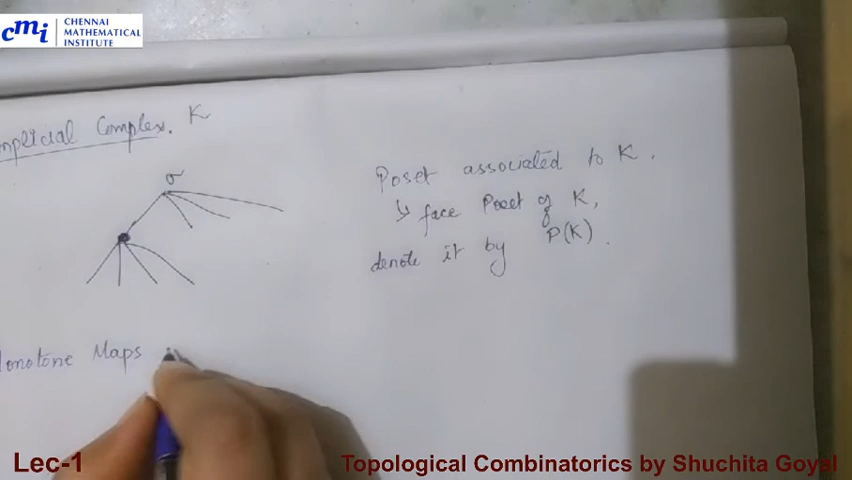 cmi CHENNAI
MATHEMATICAL
INSTITUTE
Complex. K
σ
Poset associated to K.
↳ face Poset of K,
denote it by P(K).
Maps
Lec-1
Topological Combinatorics by Shuchita Goyal